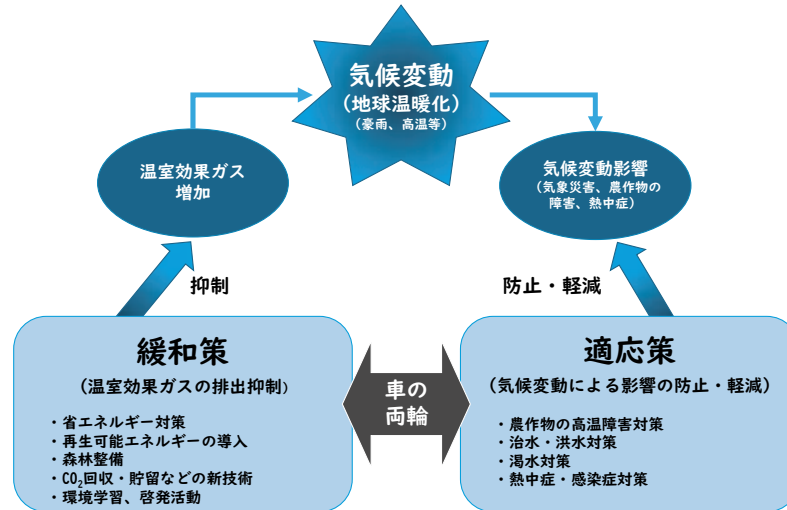 気候変動
(地球温暖化)
(豪雨、高温等)
温室効果ガス
増加
気候変動影響
(気象災害、農作物の
障害、熱中症)
抑制
防止・軽減
緩和策
(温室効果ガスの排出抑制)
・省エネルギー対策
・再生可能エネルギーの導入
・森林整備
・CO₂回収・貯留などの新技術
・環境学習、啓発活動
車の
両輪
適応策
(気候変動による影響の防止・軽減)
・農作物の高温障害対策
・治水・洪水対策
・渇水対策
・熱中症・感染症対策